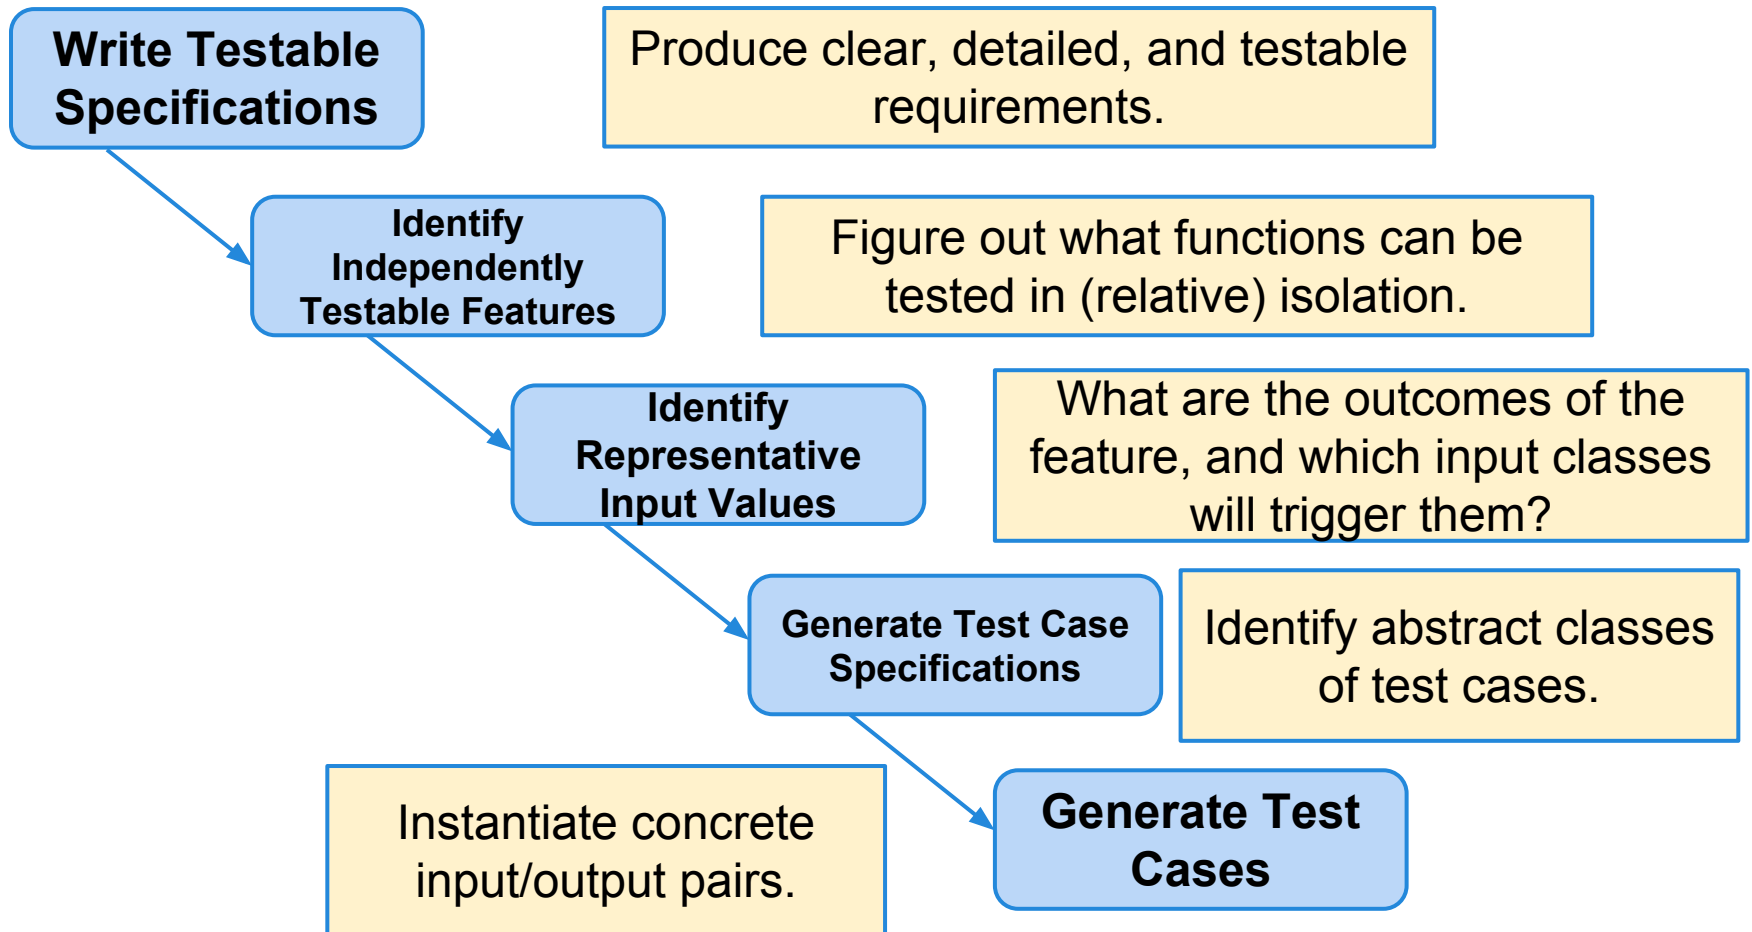 Write Testable
Specifications
Produce clear, detailed, and testable
requirements.
Identify
Independently
Testable Features
Figure out what functions can be
tested in (relative) isolation.
Identify
Representative
Input Values
What are the outcomes of the
feature, and which input classes
will trigger them?
Generate Test Case
Specifications
Identify abstract classes
of test cases.
Generate Test
Cases
Instantiate concrete
input/output pairs.